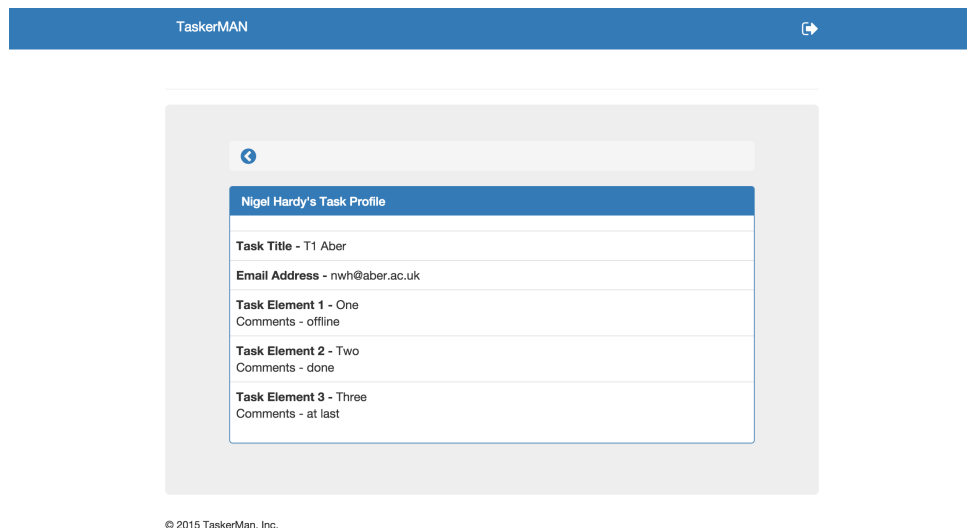 TaskerMAN
Nigel Hardy's Task Profile
Task Title - T1 Aber
Email Address - nwh@aber.ac.uk
Task Element 1 - One
Comments - offline
Task Element 2 - Two
Comments - done
Task Element 3 - Three
Comments - at last
© 2015 TaskerMan, Inc.